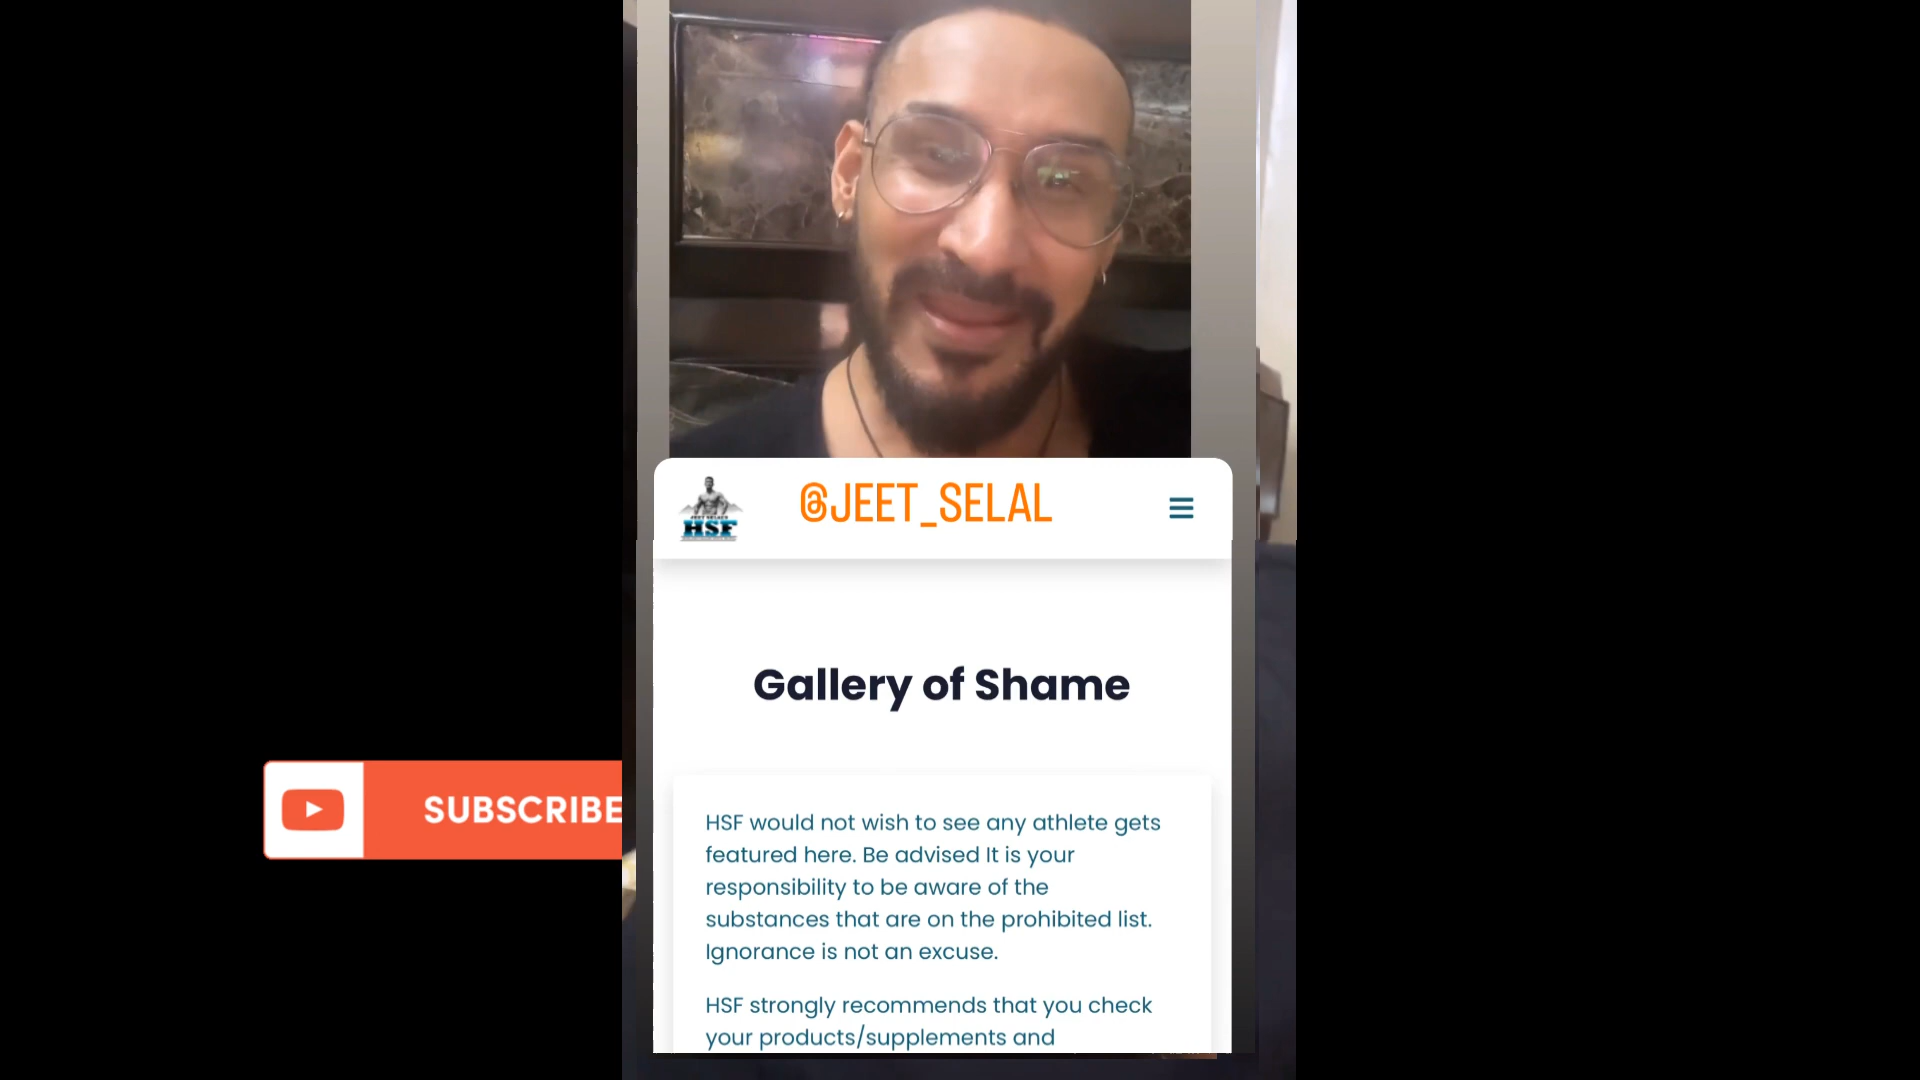 @JEET_SELAL
JEET SELAL'S
HSF
Gallery of Shame
SUBSCRIBE
HSF would not wish to see any athlete gets
featured here. Be advised It is your
responsibility to be aware of the
substances that are on the prohibited list.
Ignorance is not an excuse.
HSF strongly recommends that you check
your products/supplements and